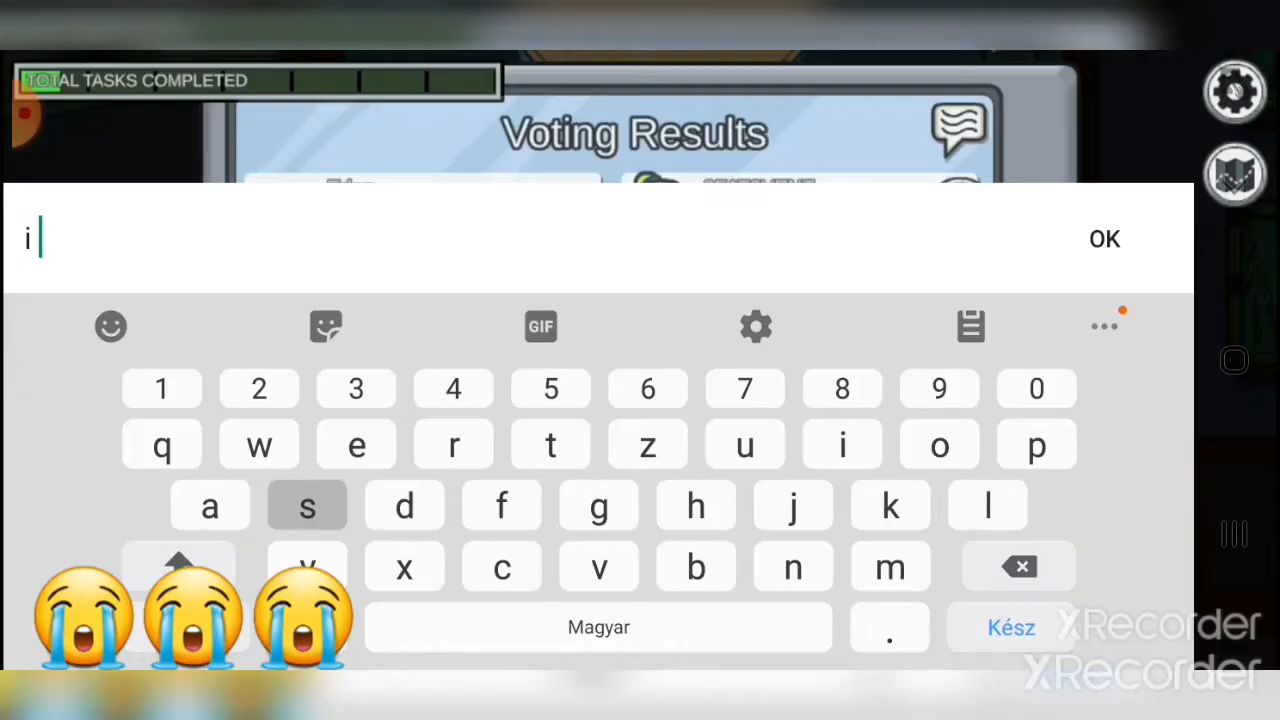 TOTAL TASKS COMPLETED
Voting Results
i
OK
GIF
1 2 3 4 5 6 7 8 9 0
q w e r t z u i o p
a s d f g h j k l
y x c v b n m
Magyar
.
Kész
XRecorder
XRecorder